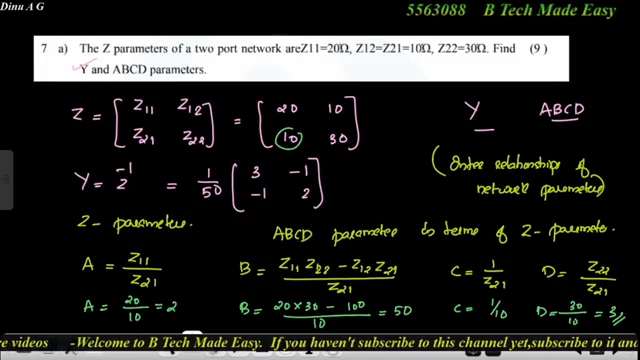 Dinu A G
5563088 B Tech Made Easy
7 a) The Z parameters of a two port network are Z11=20Ω, Z12=Z21=10Ω, Z22=30Ω. Find (9)
Y and ABCD parameters.
Z = [ Z11 Z12 = [ 20 10 Y ABCD
Z21 Z22 ] 10 30 ]
Y = Z^-1 = 1/50 [ 3 -1 (Inter relationships of
-1 2 ] network parameters)
Z - parameters.
ABCD parameter in terms of Z - parameter.
A = Z11/Z21 B = (Z11 Z22 - Z12 Z21)/Z21 C = 1/Z21 D = Z22/Z21
A = 20/10 = 2 B = (20 × 30 - 100)/10 = 50 C = 1/10 D = 30/10 = 3
re videos -Welcome to B Tech Made Easy. If you haven't subscribe to this channel yet,subscribe to it and